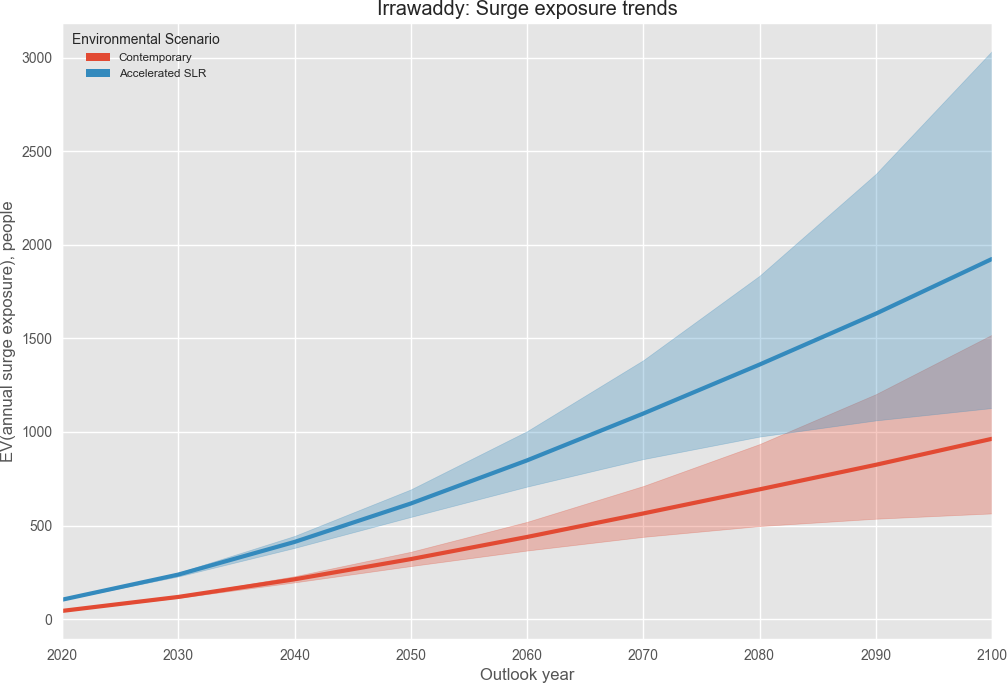 Irrawaddy: Surge exposure trends
Environmental Scenario
Contemporary
Accelerated SLR
EV(annual surge exposure), people
3000
2500
2000
1500
1000
500
0
2020 2030 2040 2050 2060 2070 2080 2090 2100
Outlook year